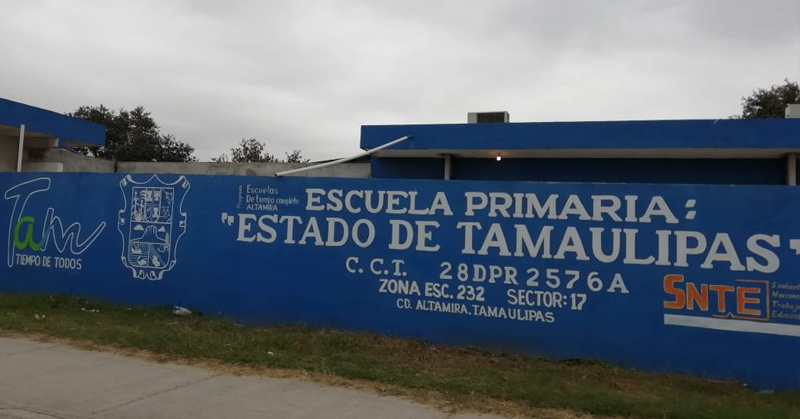 Tam
TIEMPO DE TODOS
Programa Escuelas
De tiempo completo
ALTAMIRA
ESCUELA PRIMARIA:
"ESTADO DE TAMAULIPAS"
C.C.T. 28DPR2576A
ZONA ESC. 232 SECTOR: 17
CD. ALTAMIRA. TAMAULIPAS
SNTE